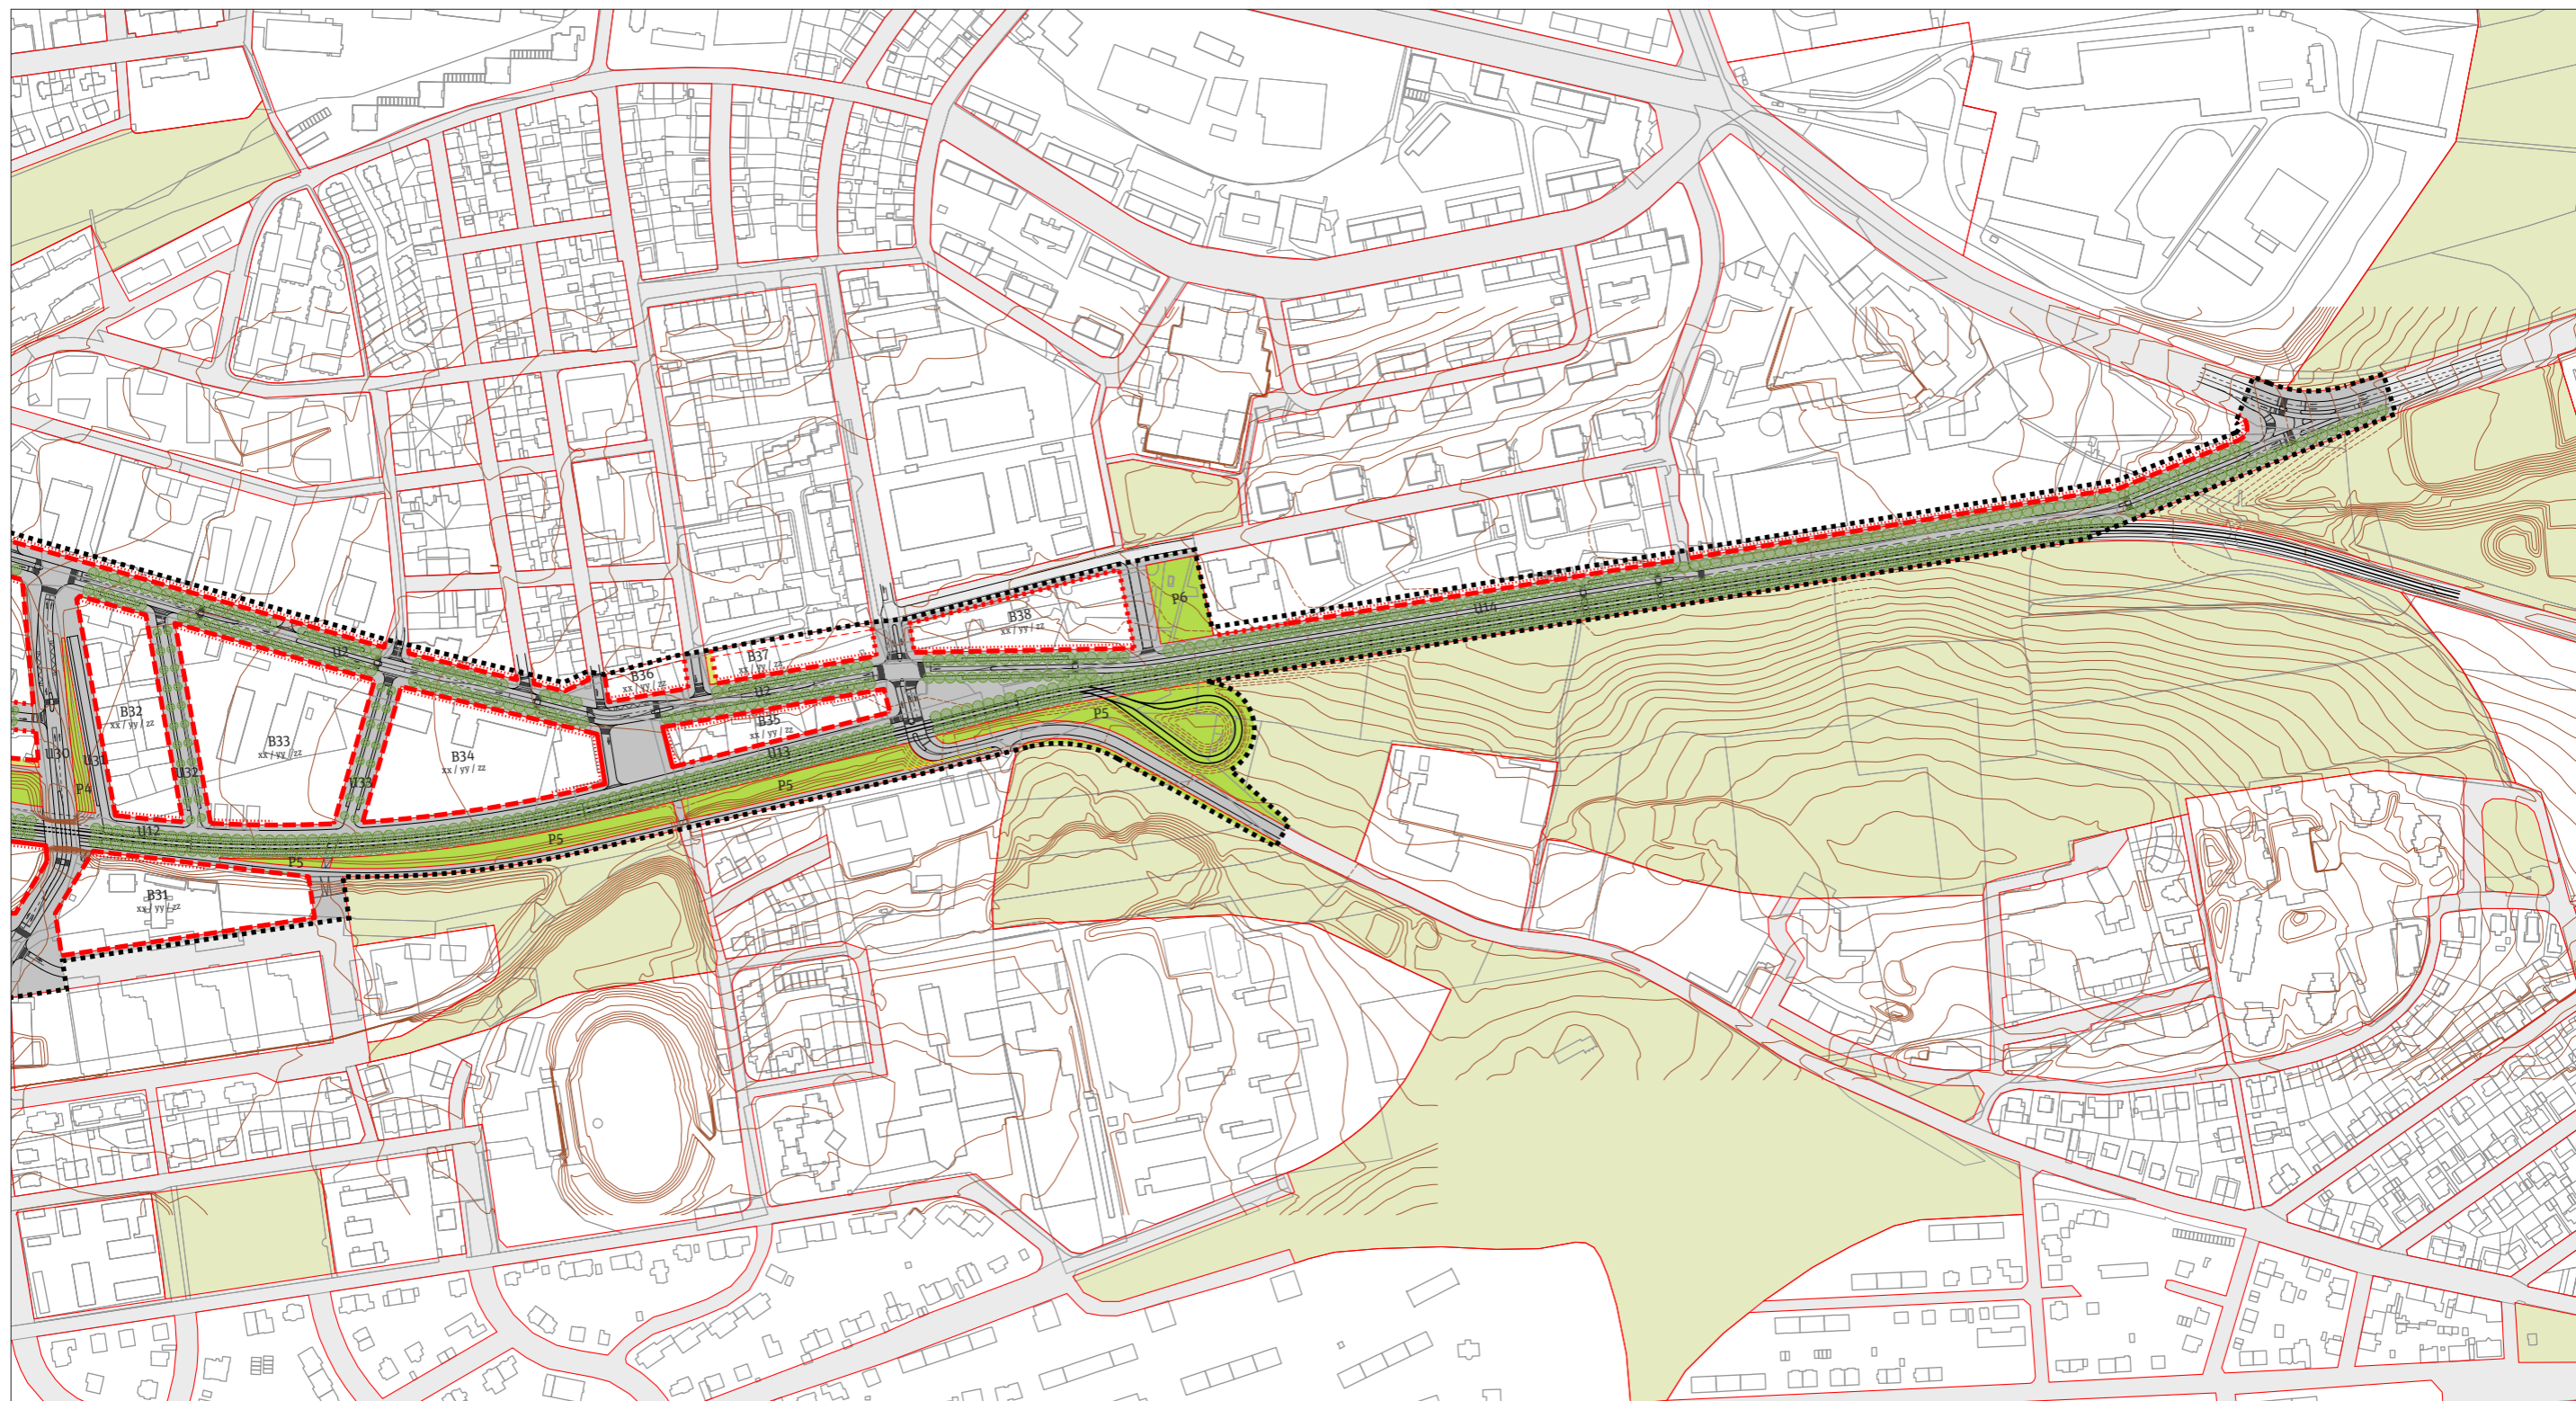 P6
U14
B38
xx / yy / zz
U2
B37
xx / yy / zz
B36
xx / yy / zz
U2
B35
xx / yy / zz
P5
B32
xx / yy / zz
B33
xx / yy / zz
B34
xx / yy / zz
U13
U30
U31
U32
U33
P4
P5
U12
P5
P5
M
B31
xx / yy / zz